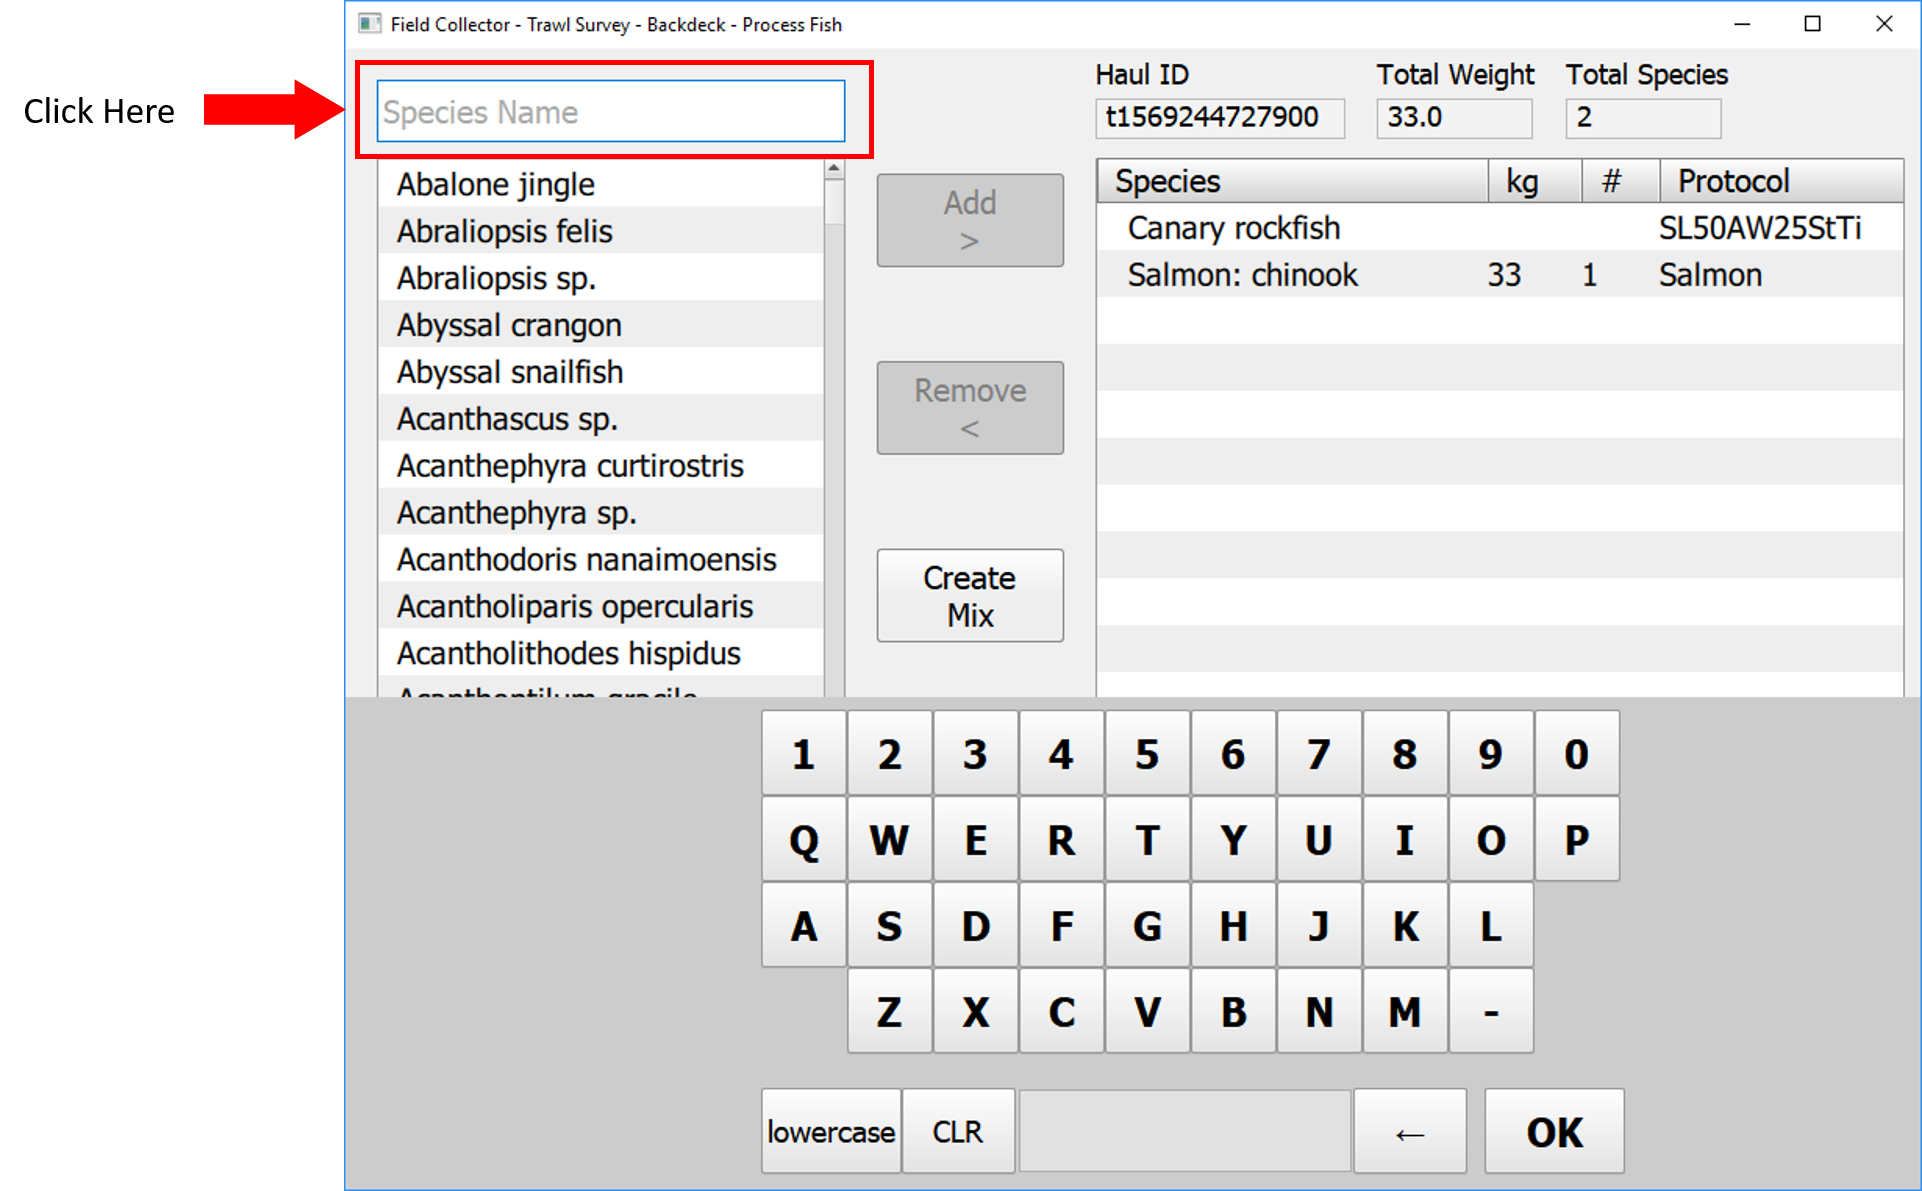 Field Collector - Trawl Survey - Backdeck - Process Fish
Click Here
Species Name
Haul ID
Total Weight
Total Species
t1569244727900
33.0
2
Abalone jingle
Abraliopsis felis
Abraliopsis sp.
Abyssal crangon
Abyssal snailfish
Acanthascus sp.
Acanthephyra curtirostris
Acanthephyra sp.
Acanthodoris nanaimoensis
Acantholiparis opercularis
Acantholithodes hispidus
Acanthoptilum gracile
Add
>
Remove
<
Create
Mix
Species kg # Protocol
Canary rockfish SL50AW25StTi
Salmon: chinook 33 1 Salmon
1 2 3 4 5 6 7 8 9 0
Q W E R T Y U I O P
A S D F G H J K L
Z X C V B N M -
lowercase CLR ← OK